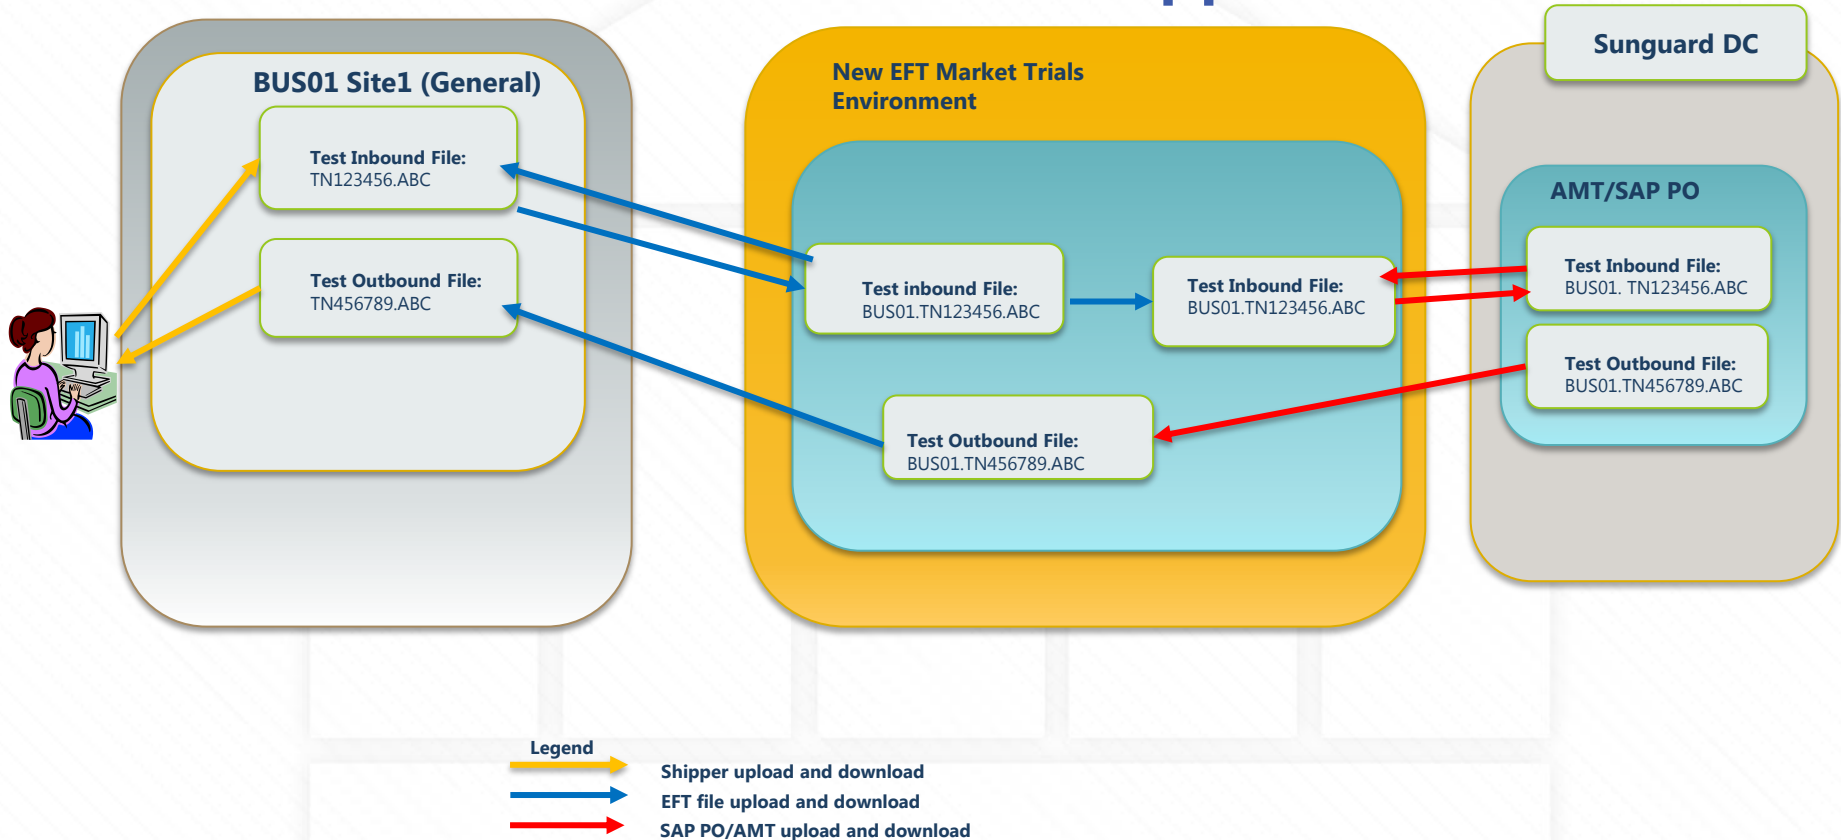 Sunguard DC
BUS01 Site1 (General)
New EFT Market Trials
Environment
Test Inbound File:
TN123456.ABC
Test Outbound File:
TN456789.ABC
Test inbound File:
BUS01.TN123456.ABC
Test Inbound File:
BUS01.TN123456.ABC
Test Outbound File:
BUS01.TN456789.ABC
AMT/SAP PO
Test Inbound File:
BUS01. TN123456.ABC
Test Outbound File:
BUS01.TN456789.ABC
Legend
Shipper upload and download
EFT file upload and download
SAP PO/AMT upload and download